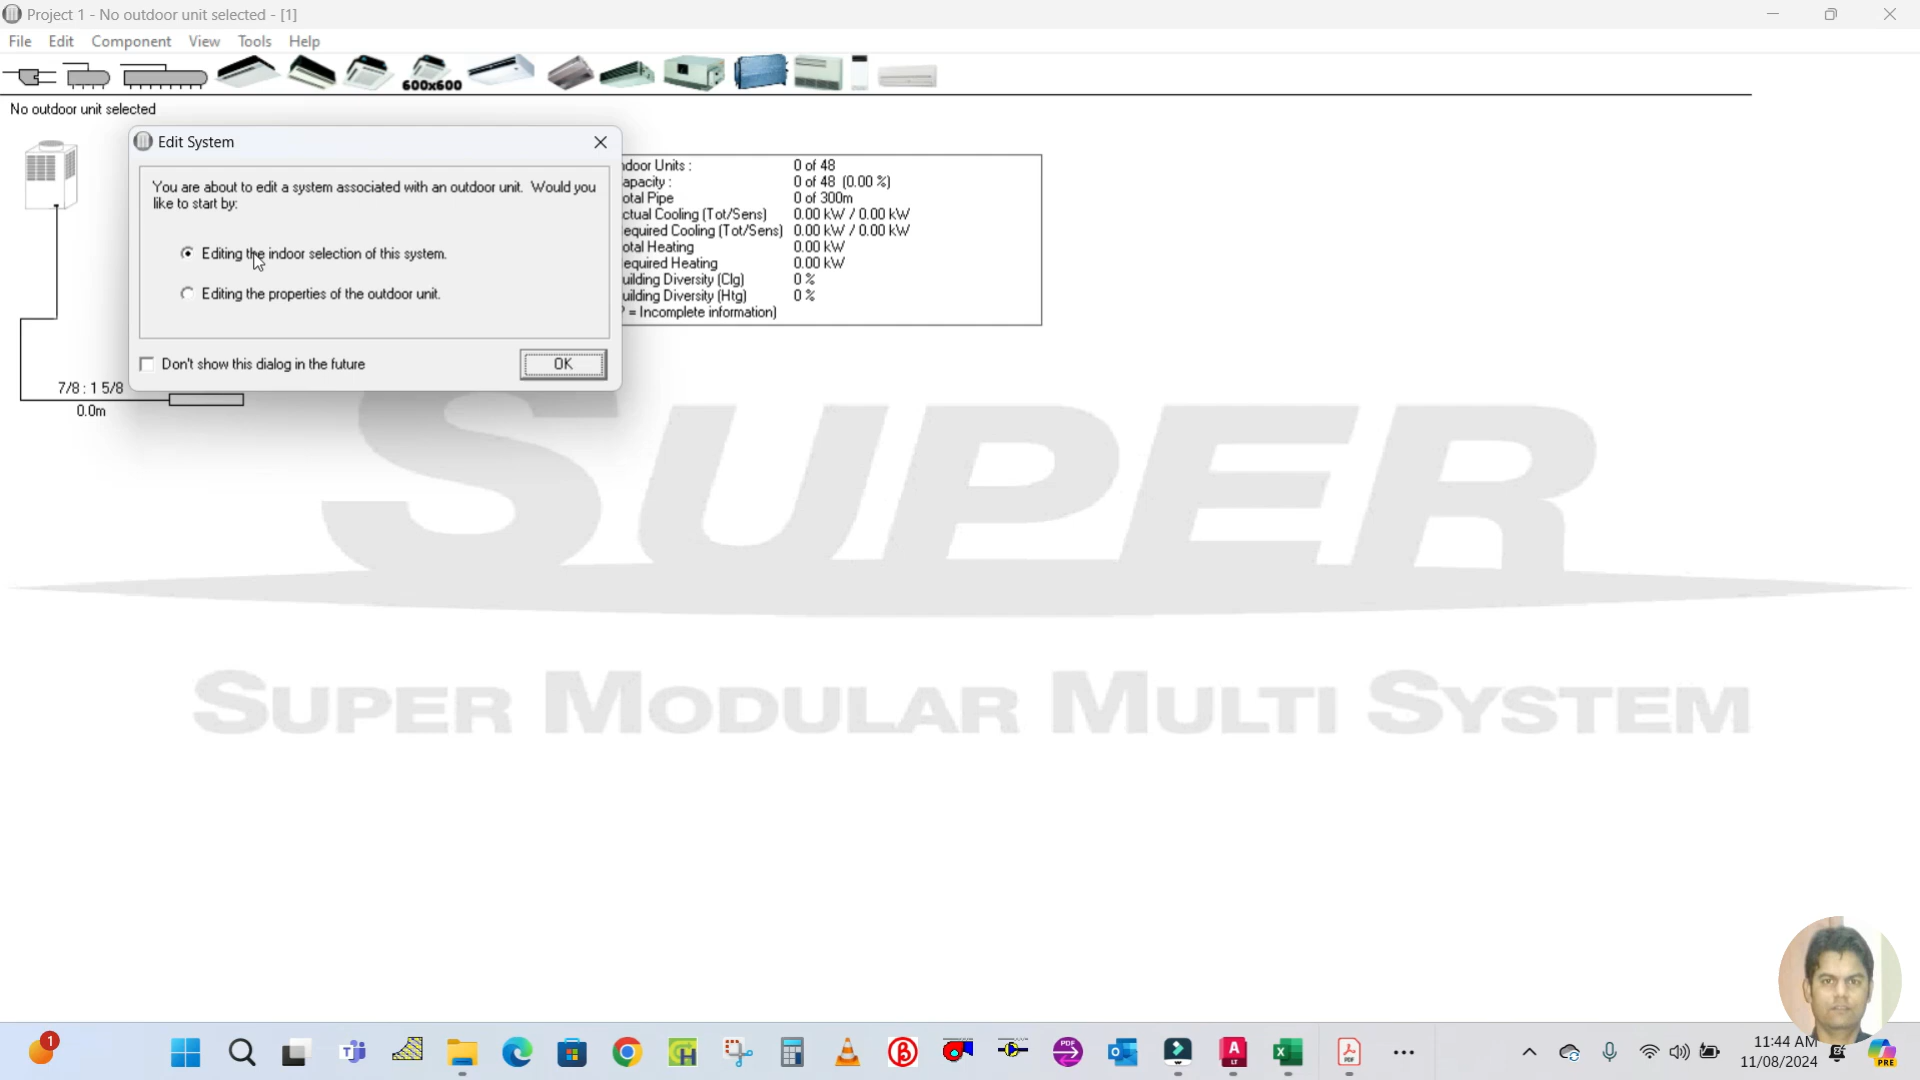 Project 1 - No outdoor unit selected - [1]
File Edit Component View Tools Help
600x600
No outdoor unit selected
Edit System
You are about to edit a system associated with an outdoor unit. Would you
like to start by:
Editing the indoor selection of this system.
Editing the properties of the outdoor unit.
Don't show this dialog in the future
OK
ndoor Units : 0 of 48
apacity : 0 of 48 (0.00 %)
otal Pipe 0 of 300m
ctual Cooling (Tot/Sens) 0.00 kW / 0.00 kW
equired Cooling (Tot/Sens) 0.00 kW / 0.00 kW
otal Heating 0.00 kW
equired Heating 0.00 kW
uilding Diversity (Clg) 0 %
uilding Diversity (Htg) 0 %
? = Incomplete information)
7/8 : 1 5/8
0.0m
SUPER
SUPER MODULAR MULTI SYSTEM
1
PDF
A
LT
PDF
11:44 AM
11/08/2024
PRE